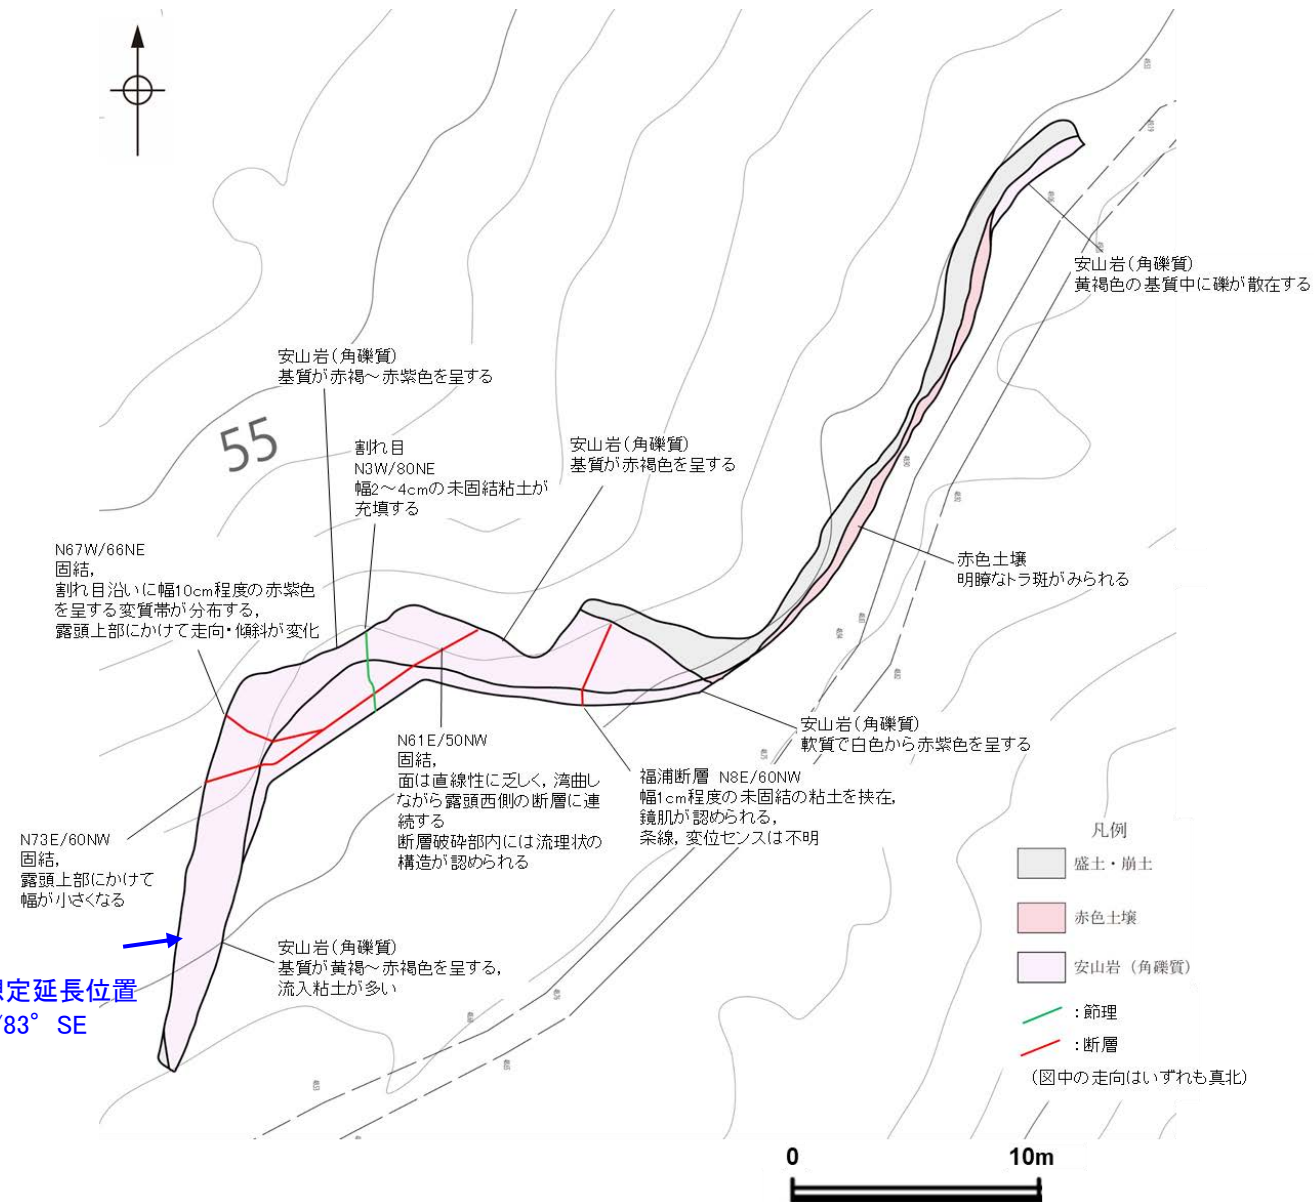 安山岩(角礫質)
黄褐色の基質中に礫が散在する
安山岩(角礫質)
基質が赤褐～赤紫色を呈する
55
割れ目
N3W/80NE
幅2～4cmの未固結粘土が
充填する
安山岩(角礫質)
基質が赤褐色を呈する
N67W/66NE
固結,
割れ目沿いに幅10cm程度の赤紫色
を呈する変質帯が分布する,
露頭上部にかけて走向・傾斜が変化
赤色土壌
明瞭なトラ斑がみられる
安山岩(角礫質)
軟質で白色から赤紫色を呈する
N61E/50NW
固結,
面は直線性に乏しく, 湾曲し
ながら露頭西側の断層に連
続する
断層破砕部内には流理状の
構造が認められる
福浦断層 N8E/60NW
幅1cm程度の未固結の粘土を挟在,
鏡肌が認められる,
条線, 変位センスは不明
N73E/60NW
固結,
露頭上部にかけて
幅が小さくなる
安山岩(角礫質)
基質が黄褐～赤褐色を呈する,
流入粘土が多い
想定延長位置
/83° SE
凡例
盛土・崩土
赤色土壌
安山岩（角礫質）
：節理
：断層
（図中の走向はいずれも真北）
0 10m